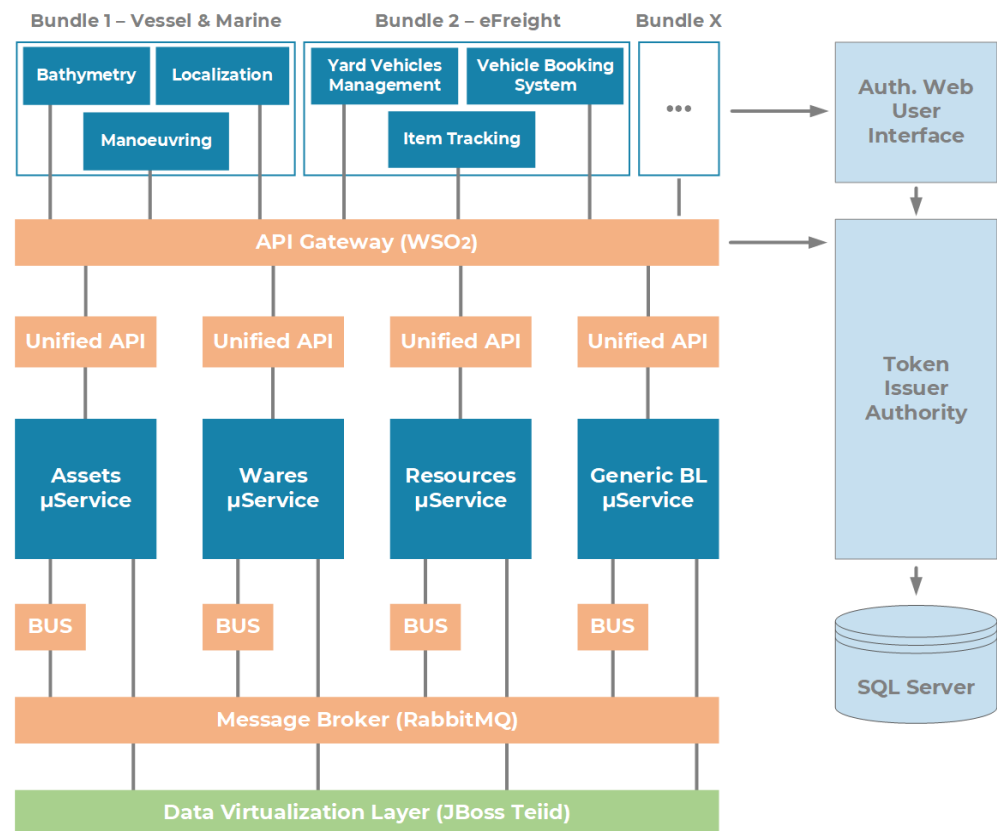 Bundle 1 – Vessel & Marine
Bundle 2 – eFreight
Bundle X
Bathymetry
Localization
Manoeuvring
Yard Vehicles
Management
Vehicle Booking
System
Item Tracking
...
Auth. Web
User
Interface
API Gateway (WSO2)
Unified API
Unified API
Unified API
Unified API
Token
Issuer
Authority
Assets
µService
Wares
µService
Resources
µService
Generic BL
µService
BUS
BUS
BUS
BUS
SQL Server
Message Broker (RabbitMQ)
Data Virtualization Layer (JBoss Teiid)